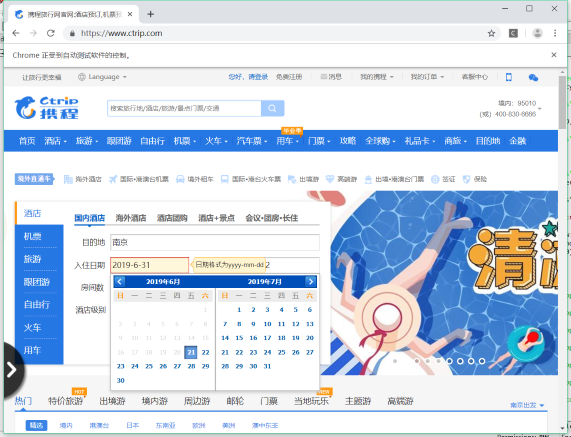 携程旅行网官网:酒店预订,机票预
https://www.ctrip.com
Chrome 正受到自动测试软件的控制。
让旅行更幸福 Language 您好，请登录 免费注册 消息 我的携程 我的订单 客服中心
Ctrip
携程
搜索旅行地/酒店/旅游/景点门票/交通
境内：95010
(或）400-830-6666
毕业季
首页 酒店 旅游 跟团游 自由行 机票 火车 汽车票 用车 门票 攻略 全球购 礼品卡 商旅 目的地 金融
境外直通车 海外酒店 国际·港澳台机票 境外租车 国际·港台火车票 出境游 高端游 出境·港澳台门票 签证 保险
酒店
机票
旅游
跟团游
自由行
火车
用车
国内酒店 海外酒店 酒店团购 酒店+景点 会议•团房•长住
目的地 南京
入住日期 2019-6-31 日期格式为yyyy-mm-dd 2
房间数
酒店级别
2019年6月 2019年7月
日 一 二 三 四 五 六 日 一 二 三 四 五 六
1 1 2 3 4 5 6
2 3 4 5 6 7 8 7 8 9 10 11 12 13
9 10 11 12 13 14 15 14 15 16 17 18 19 20
16 17 18 19 20 21 22 21 22 23 24 25 26 27
23 24 25 26 27 28 29 28 29 30 31
30
清凉
HOT NEW
热门 特价旅游 出境游 境内游 周边游 邮轮 门票 当地玩乐 主题游 高端游 南京出发
精选 境内 港澳台 日本 东南亚 欧洲 美洲 澳中东非